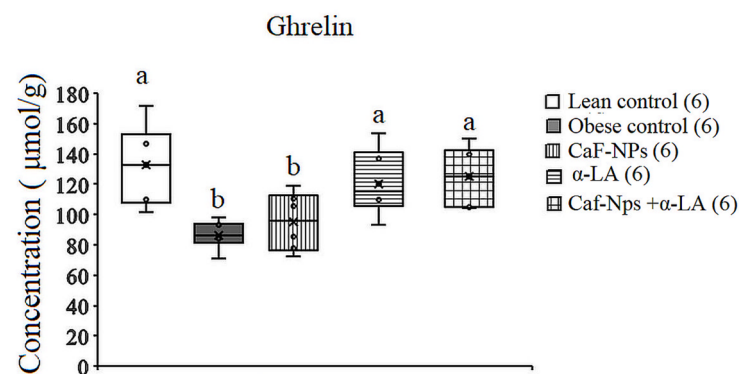 Ghrelin
Concentration ( µmol/g)
180
160
140
120
100
80
60
40
20
0
a
b
b
a
a
Lean control (6)
Obese control (6)
CaF-NPs (6)
α-LA (6)
Caf-Nps +α-LA (6)